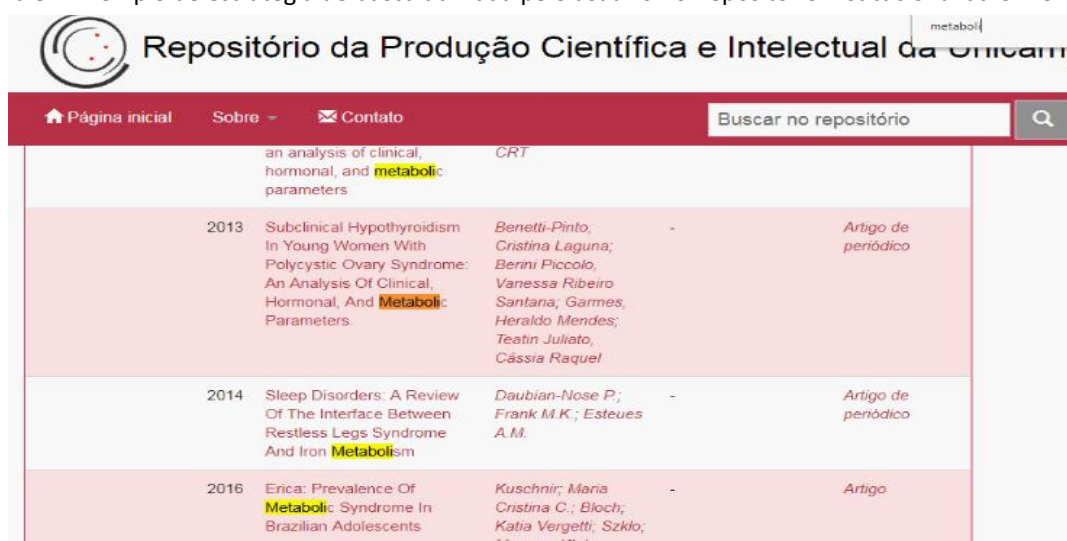 metaboli
Repositório da Produção Científica e Intelectual da Unicam
Página inicial Sobre Contato Buscar no repositório
an analysis of clinical, CRT
hormonal, and metabolic
parameters
2013 Subclinical Hypothyroidism Benetti-Pinto, - Artigo de
In Young Women With Cristina Laguna; periódico
Polycystic Ovary Syndrome: Berini Piccolo,
An Analysis Of Clinical, Vanessa Ribeiro
Hormonal, And Metabolic Santana; Garmes,
Parameters. Heraldo Mendes;
Teatin Juliato,
Cássia Raquel
2014 Sleep Disorders: A Review Daubian-Nose P.; - Artigo de
Of The Interface Between Frank M.K.; Esteues periódico
Restless Legs Syndrome A.M.
And Iron Metabolism
2016 Erica: Prevalence Of Kuschnir; Maria - Artigo
Metabolic Syndrome In Cristina C.; Bloch;
Brazilian Adolescents Katia Vergetti; Szklo;